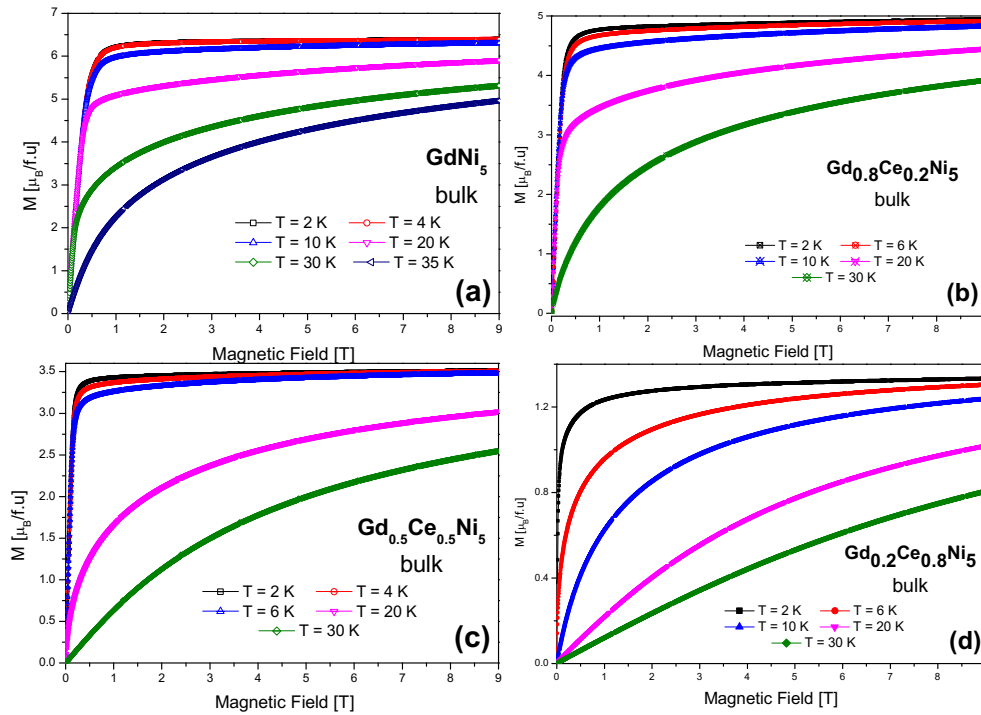 7
6
5
4
3
2
1
0
M [μB/f.u]
GdNi5
bulk
T = 2 K T = 4 K
T = 10 K T = 20 K
T = 30 K T = 35 K
(a)
0 1 2 3 4 5 6 7 8 9
Magnetic Field [T]
5
4
3
2
1
0
M [μB/f.u]
Gd0.8Ce0.2Ni5
bulk
T = 2 K T = 6 K
T = 10 K T = 20 K
T = 30 K
(b)
0 1 2 3 4 5 6 7 8
Magnetic Field [T]
3.5
3.0
2.5
2.0
1.5
1.0
0.5
0.0
M [μB/f.u]
Gd0.5Ce0.5Ni5
bulk
T = 2 K T = 4 K
T = 6 K T = 20 K
T = 30 K
(c)
0 1 2 3 4 5 6 7 8 9
Magnetic Field [T]
1.2
0.8
0.4
0.0
M [μB/f.u]
Gd0.2Ce0.8Ni5
bulk
T = 2 K T = 6 K
T = 10 K T = 20 K
T = 30 K
(d)
0 1 2 3 4 5 6 7 8
Magnetic Field [T]